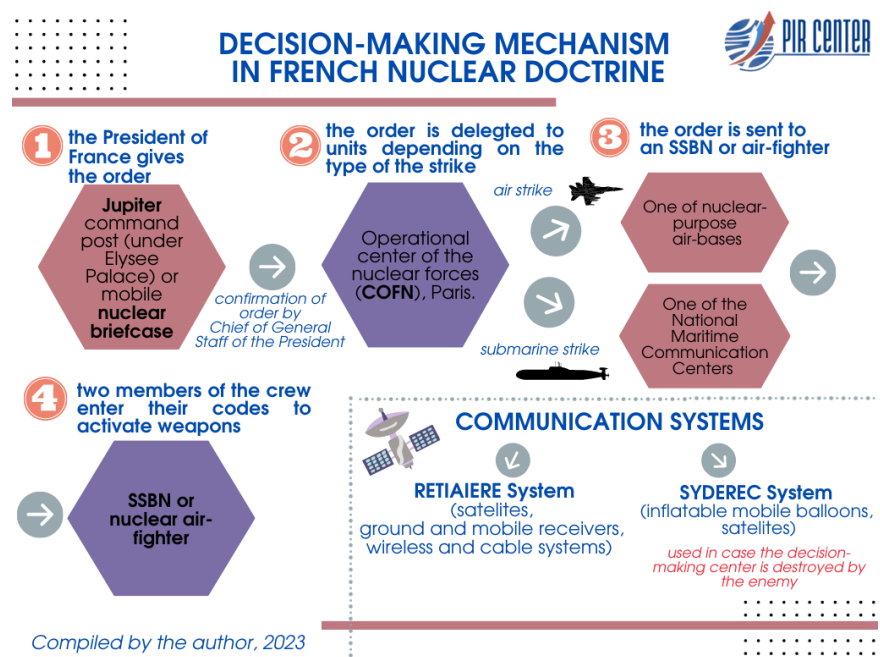 DECISION-MAKING MECHANISM
IN FRENCH NUCLEAR DOCTRINE
PIR CENTER
1
the President of
France gives
the order
Jupiter
command
post (under
Elysee
Palace) or
mobile
nuclear
briefcase
confirmation of
order by
Chief of General
Staff of the President
2
the order is delegted to
units depending on the
type of the strike
Operational
center of the
nuclear forces
(COFN), Paris.
air strike
submarine strike
3
the order is sent to
an SSBN or air-fighter
One of nuclear-
purpose
air-bases
One of the
National
Maritime
Communication
Centers
4
two members of the crew
enter their codes to
activate weapons
SSBN or
nuclear air-
fighter
COMMUNICATION SYSTEMS
RETIAIERE System
(satelites,
ground and mobile receivers,
wireless and cable systems)
SYDEREC System
(inflatable mobile balloons,
satelites)
used in case the decision-
making center is destroyed by
the enemy
Compiled by the author, 2023